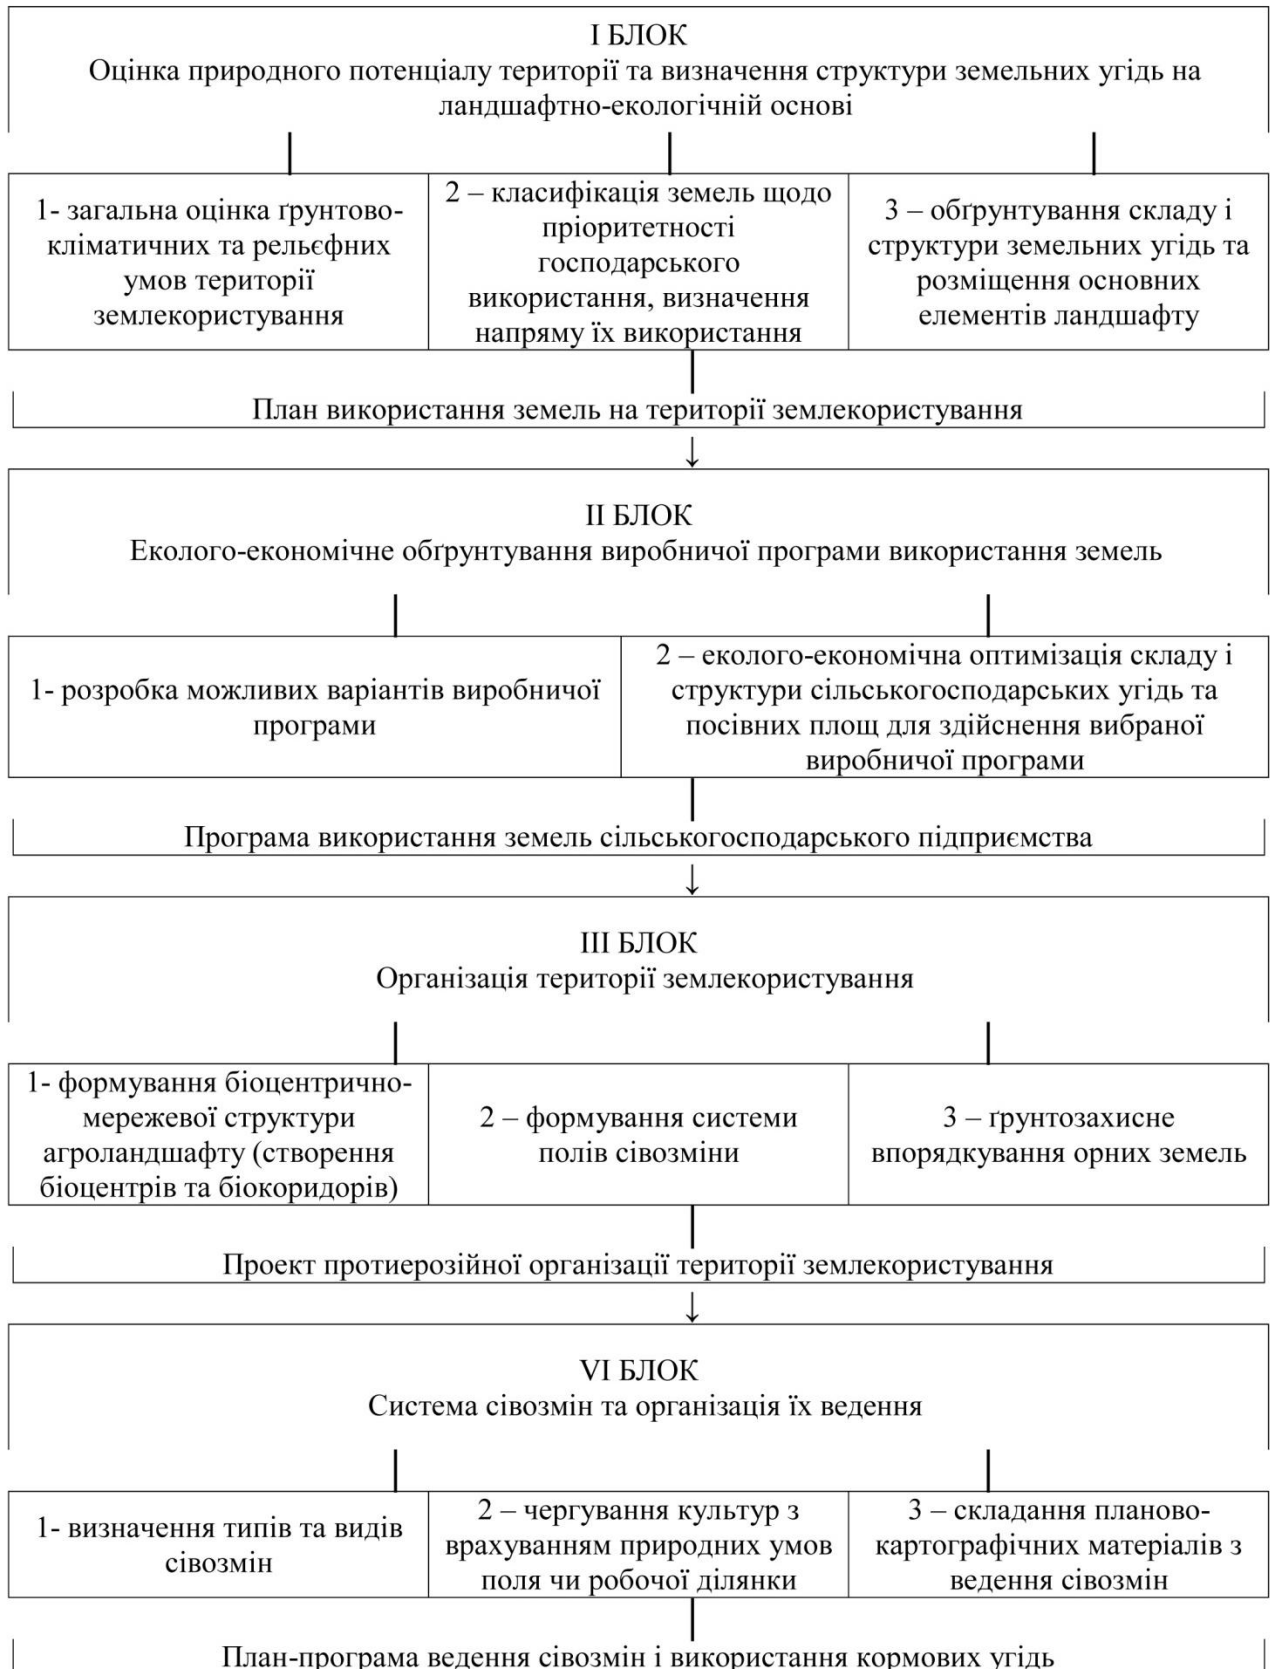 І БЛОК
Оцінка природного потенціалу території та визначення структури земельних угідь на
ландшафтно-екологічній основі
1- загальна оцінка ґрунтово-
кліматичних та рельєфних
умов території
землекористування
2 – класифікація земель щодо
пріоритетності
господарського
використання, визначення
напряму їх використання
3 – обґрунтування складу і
структури земельних угідь та
розміщення основних
елементів ландшафту
План використання земель на території землекористування
↓
ІІ БЛОК
Еколого-економічне обґрунтування виробничої програми використання земель
1- розробка можливих варіантів виробничої
програми
2 – еколого-економічна оптимізація складу і
структури сільськогосподарських угідь та
посівних площ для здійснення вибраної
виробничої програми
Програма використання земель сільськогосподарського підприємства
↓
ІІІ БЛОК
Організація території землекористування
1- формування біоцентрично-
мережевої структури
агроландшафту (створення
біоцентрів та біокоридорів)
2 – формування системи
полів сівозміни
3 – ґрунтозахисне
впорядкування орних земель
Проект протиерозійної організації території землекористування
↓
VI БЛОК
Система сівозмін та організація їх ведення
1- визначення типів та видів
сівозмін
2 – чергування культур з
врахуванням природних умов
поля чи робочої ділянки
3 – складання планово-
картографічних матеріалів з
ведення сівозмін
План-програма ведення сівозмін і використання кормових угідь